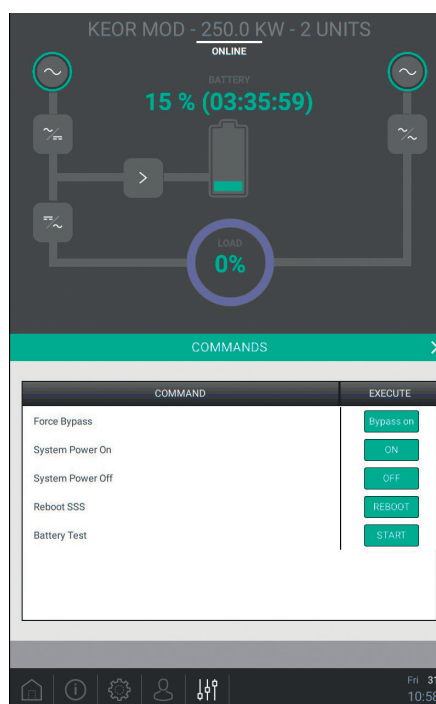 KEOR MOD - 250.0 KW - 2 UNITS
ONLINE
BATTERY
15 % (03:35:59)
LOAD
0%
COMMANDS
COMMAND EXECUTE
Force Bypass Bypass on
System Power On ON
System Power Off OFF
Reboot SSS REBOOT
Battery Test START
Fri 31
10:58